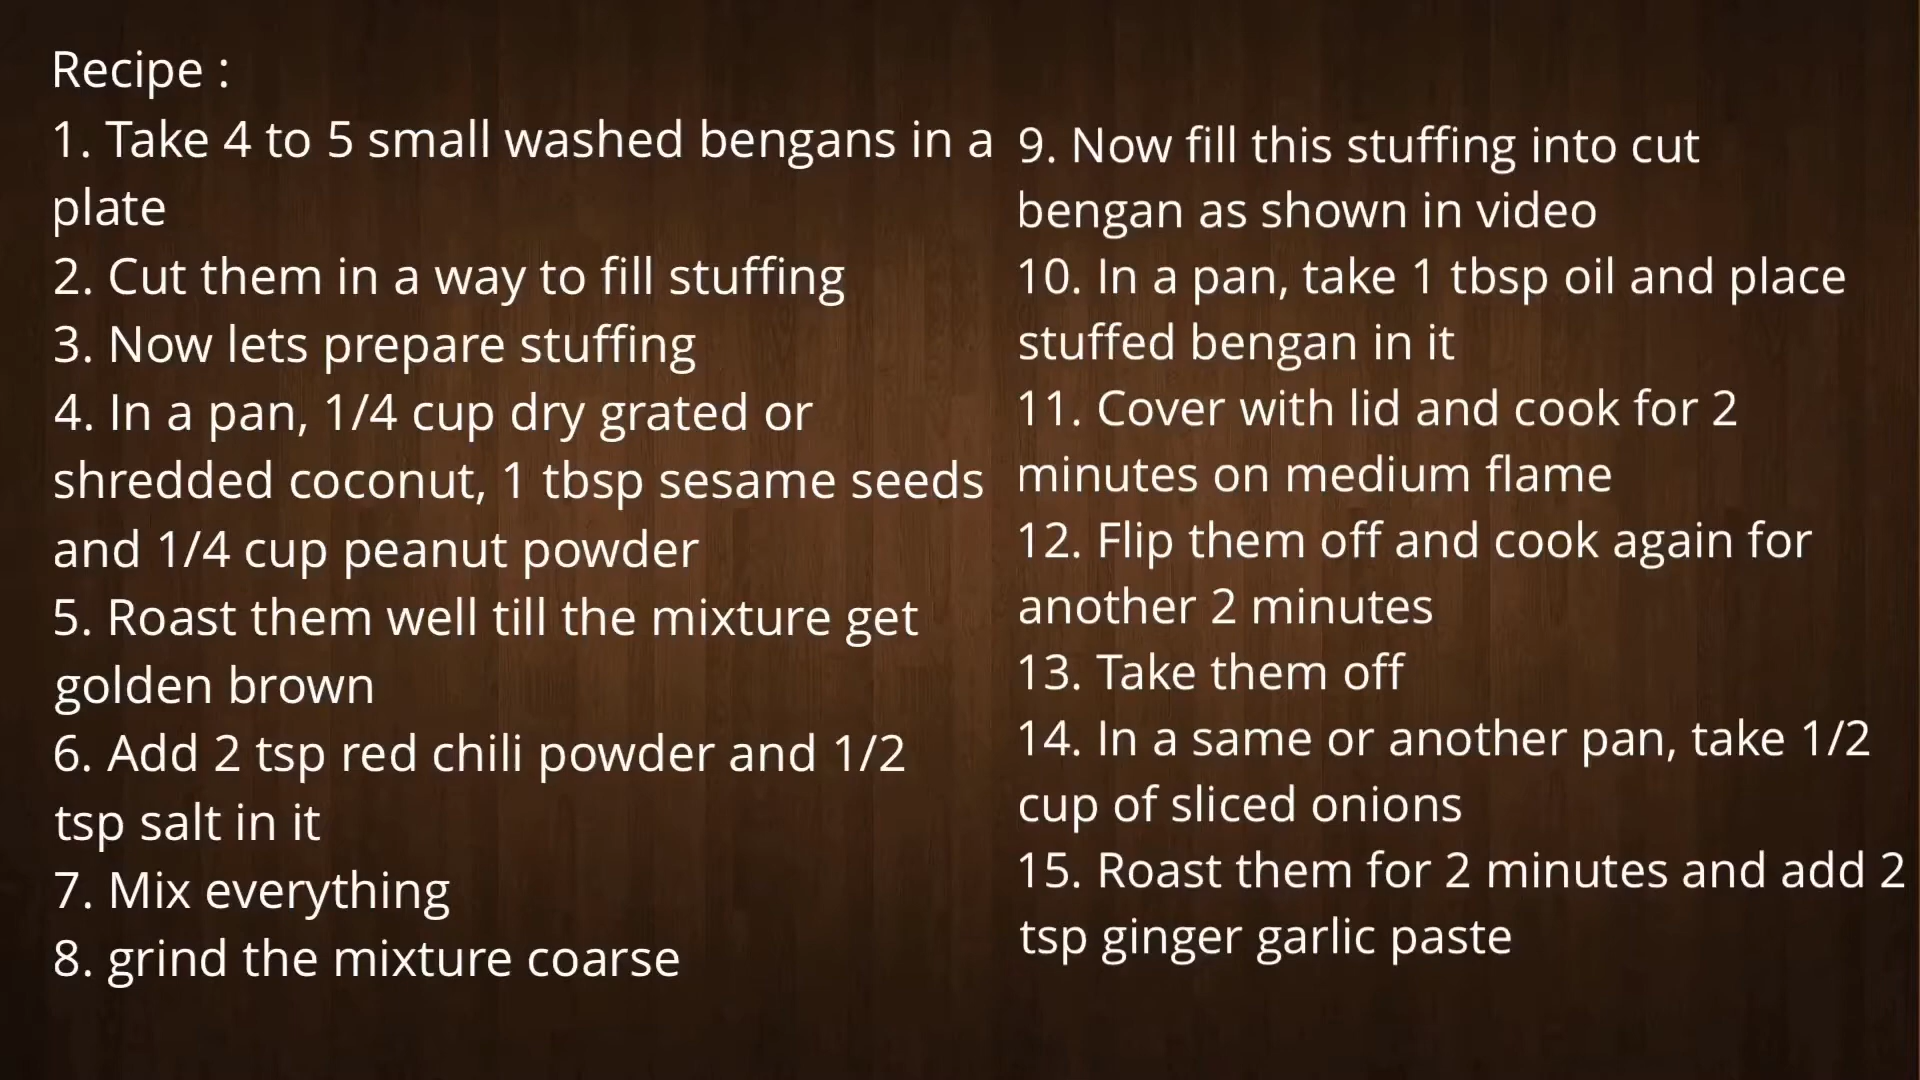 Recipe :
1. Take 4 to 5 small washed bengans in a
plate
2. Cut them in a way to fill stuffing
3. Now lets prepare stuffing
4. In a pan, 1/4 cup dry grated or
shredded coconut, 1 tbsp sesame seeds
and 1/4 cup peanut powder
5. Roast them well till the mixture get
golden brown
6. Add 2 tsp red chili powder and 1/2
tsp salt in it
7. Mix everything
8. grind the mixture coarse
9. Now fill this stuffing into cut
bengan as shown in video
10. In a pan, take 1 tbsp oil and place
stuffed bengan in it
11. Cover with lid and cook for 2
minutes on medium flame
12. Flip them off and cook again for
another 2 minutes
13. Take them off
14. In a same or another pan, take 1/2
cup of sliced onions
15. Roast them for 2 minutes and add 2
tsp ginger garlic paste